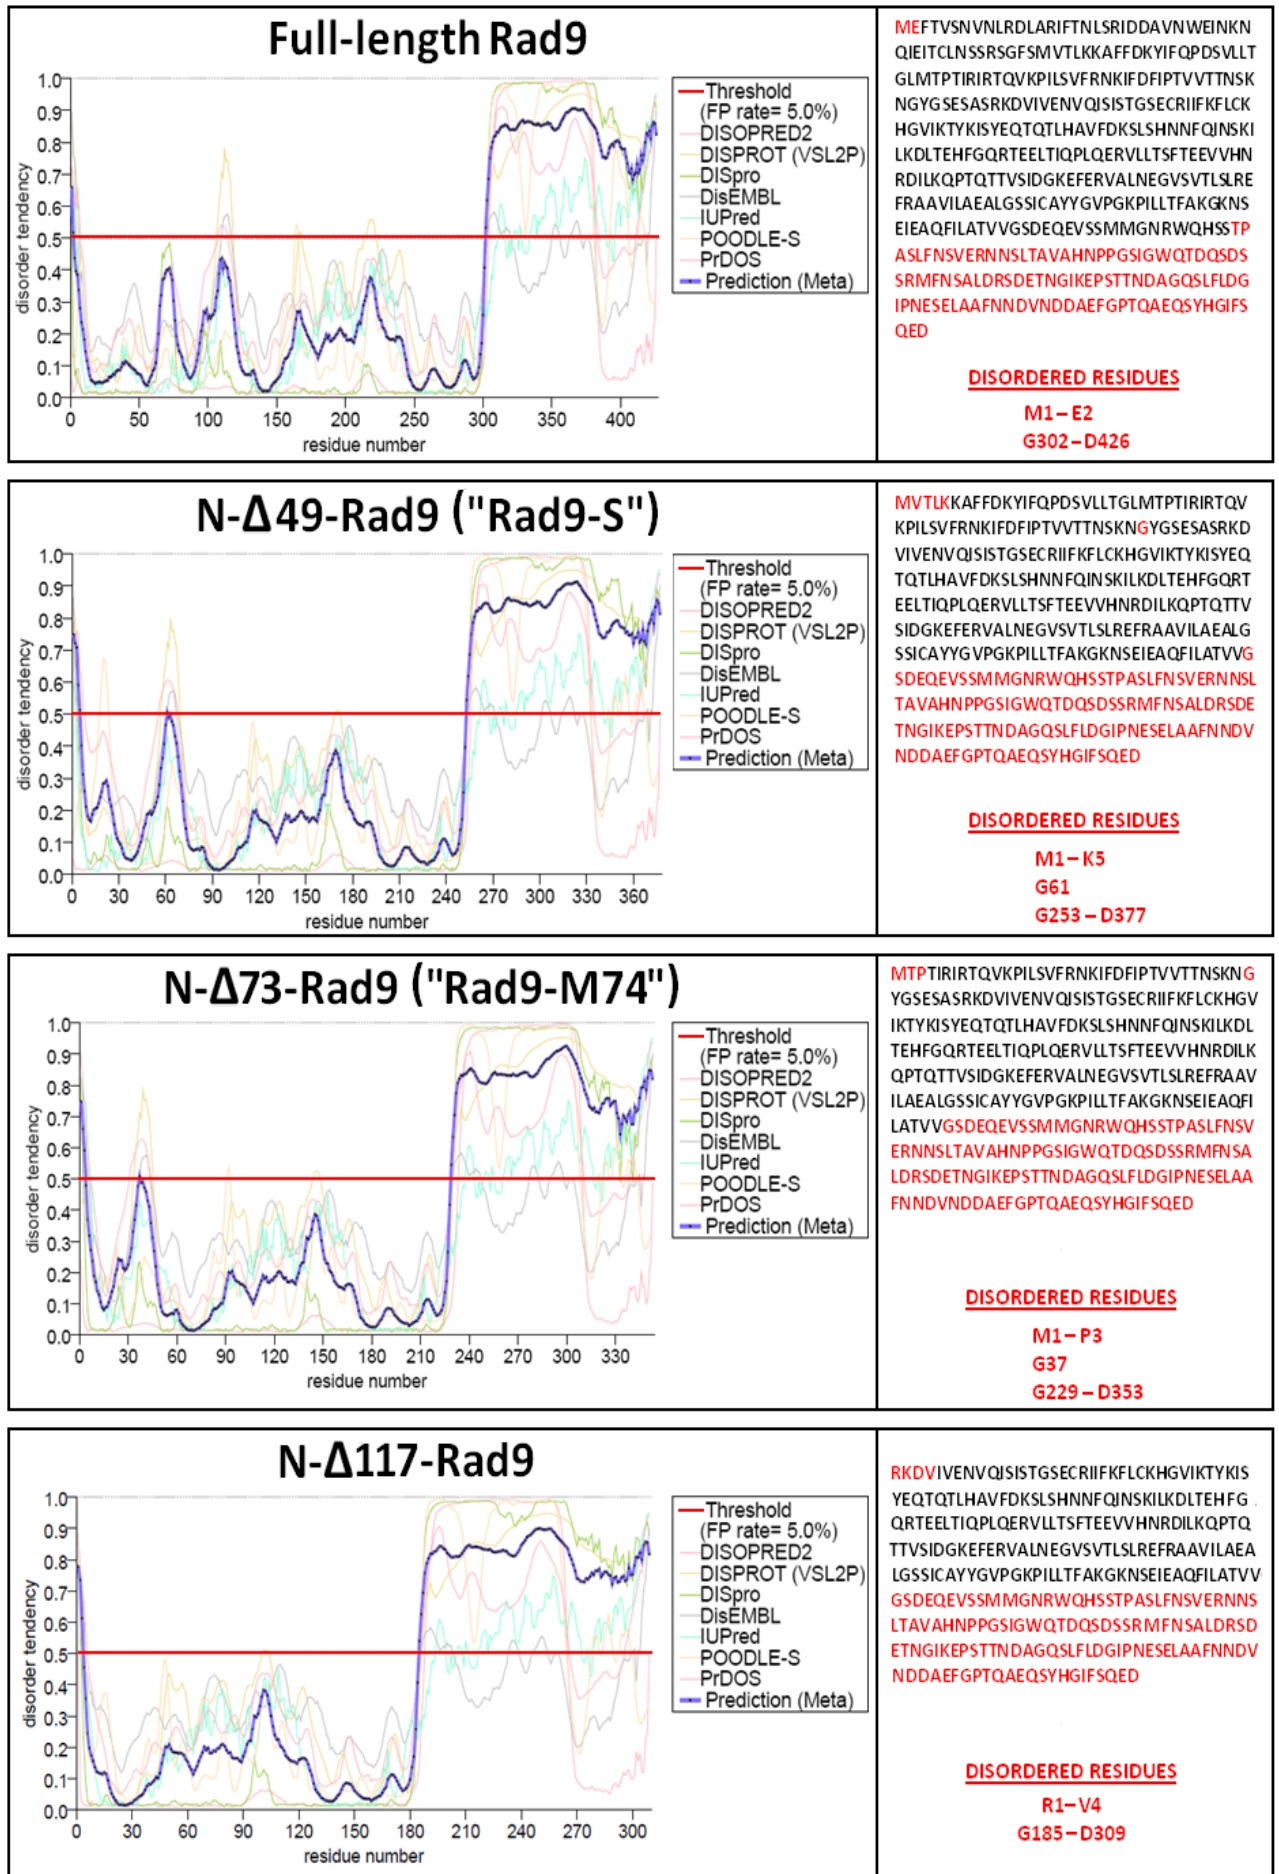 Full-length Rad9
1.0
0.9
0.8
0.7
0.6
0.5
0.4
0.3
0.2
0.1
0.0
disorder tendency
0 50 100 150 200 250 300 350 400
residue number
Threshold
(FP rate= 5.0%)
DISOPRED2
DISPROT (VSL2P)
DISpro
DisEMBL
IUPred
POODLE-S
PrDOS
Prediction (Meta)
MEFTVSNVNLRDLARIFTNLSRIDDAVNWEINKN
QIEITCLNSSRSGFSMVTLKKAFFDKYIFQPDSVLLT
GLMTPTIRIRTQVKPILSVFRNKIFDFIPTVVTTNSK
NGYGSESASRKDVIVENVQISISTGSECRIIFKFLCK
HGVIKTYKISYEQTQTLHAVFDKSLSHNNFQINSKI
LKDLTEHFGQRTEELTIQPLQERVLLTSFTEEVVHN
RDILKQPTQTTVSIDGKEFERVALNEGVSVTLSLRE
FRAAVILAEALGSSICAYYGVPGKPILLTFAKGKNS
EIEAQFILATVVGSDEQEVSSMMGNRWQHSSTP
ASLFNSVERNNSLTAVAHNPPGSIGWQTDQSDS
SRMFNSALDRSDETNGIKEPSTTNDAGQSLFLDG
IPNESELAAFNNDVNDDAEFGPTQAEQSYHGIFS
QED
DISORDERED RESIDUES
M1 – E2
G302 – D426
N-Δ49-Rad9 ("Rad9-S")
1.0
0.9
0.8
0.7
0.6
0.5
0.4
0.3
0.2
0.1
0.0
disorder tendency
0 30 60 90 120 150 180 210 240 270 300 330 360
residue number
Threshold
(FP rate= 5.0%)
DISOPRED2
DISPROT (VSL2P)
DISpro
DisEMBL
IUPred
POODLE-S
PrDOS
Prediction (Meta)
MVTLKKAFFDKYIFQPDSVLLTGLMTPTIRIRTQV
KPILSVFRNKIFDFIPTVVTTNSKNGYGSESASRKD
VIVENVQISISTGSECRIIFKFLCKHGVIKTYKISYEQ
TQTLHAVFDKSLSHNNFQINSKILKDLTEHFGQRT
EELTIQPLQERVLLTSFTEEVVHNRDILKQPTQTTV
SIDGKEFERVALNEGVSVTLSLREFRAAVILAEALG
SSICAYYGVPGKPILLTFAKGKNSEIEAQFILATVVG
SDEQEVSSMMGNRWQHSSTPASLFNSVERNNSL
TAVAHNPPGSIGWQTDQSDSSRMFNSALDRSDE
TNGIKEPSTTNDAGQSLFLDGIPNESELAAFNNDV
NDDAEFGPTQAEQSYHGIFSQED
DISORDERED RESIDUES
M1 – K5
G61
G253 – D377
N-Δ73-Rad9 ("Rad9-M74")
1.0
0.9
0.8
0.7
0.6
0.5
0.4
0.3
0.2
0.1
0.0
disorder tendency
0 30 60 90 120 150 180 210 240 270 300 330
residue number
Threshold
(FP rate= 5.0%)
DISOPRED2
DISPROT (VSL2P)
DISpro
DisEMBL
IUPred
POODLE-S
PrDOS
Prediction (Meta)
MTPTIRIRTQVKPILSVFRNKIFDFIPTVVTTNSKNG
YGSESASRKDVIVENVQISISTGSECRIIFKFLCKHGV
IKTYKISYEQTQTLHAVFDKSLSHNNFQINSKILKDL
TEHFGQRTEELTIQPLQERVLLTSFTEEVVHNRDILK
QPTQTTVSIDGKEFERVALNEGVSVTLSLREFRAAV
ILAEALGSSICAYYGVPGKPILLTFAKGKNSEIEAQFI
LATVVGSDEQEVSSMMGNRWQHSSTPASLFNSV
ERNNSLTAVAHNPPGSIGWQTDQSDSSRMFNSA
LDRSDETNGIKEPSTTNDAGQSLFLDGIPNESELAA
FNNDVNDDAEFGPTQAEQSYHGIFSQED
DISORDERED RESIDUES
M1 – P3
G37
G229 – D353
N-Δ117-Rad9
1.0
0.9
0.8
0.7
0.6
0.5
0.4
0.3
0.2
0.1
0.0
disorder tendency
0 30 60 90 120 150 180 210 240 270 300
residue number
Threshold
(FP rate= 5.0%)
DISOPRED2
DISPROT (VSL2P)
DISpro
DisEMBL
IUPred
POODLE-S
PrDOS
Prediction (Meta)
RKDVIVENVQISISTGSECRIIFKFLCKHGVIKTYKIS
YEQTQTLHAVFDKSLSHNNFQINSKILKDLTEHFG
QRTEELTIQPLQERVLLTSFTEEVVHNRDILKQPTQ
TTVSIDGKEFERVALNEGVSVTLSLREFRAAVILAEA
LGSSICAYYGVPGKPILLTFAKGKNSEIEAQFILATVV
GSDEQEVSSMMGNRWQHSSTPASLFNSVERNNS
LTAVAHNPPGSIGWQTDQSDSSRMFNSALDRSD
ETNGIKEPSTTNDAGQSLFLDGIPNESELAAFNNDV
NDDAEFGPTQAEQSYHGIFSQED
DISORDERED RESIDUES
R1 – V4
G185 – D309